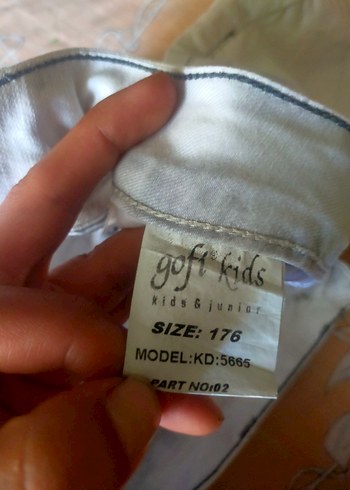 goft® kids
kids & junior
SIZE: 176
MODEL:KD:5665
PART NO:02